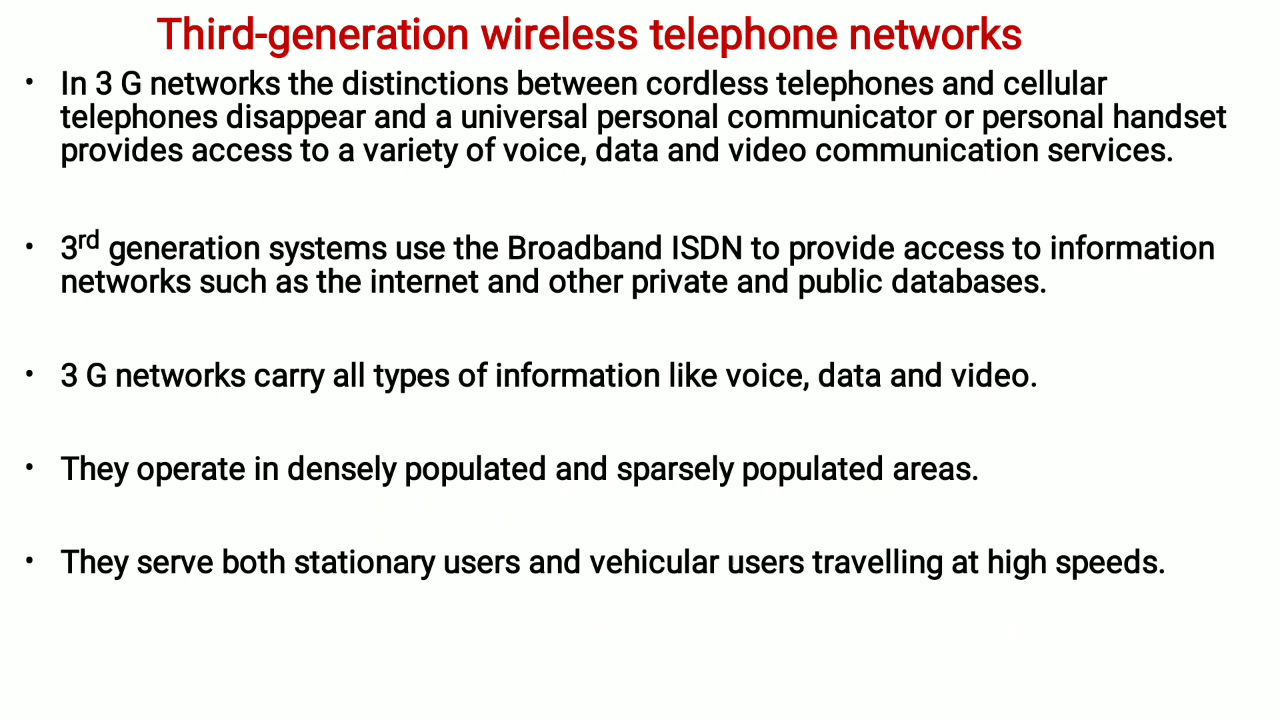 Third-generation wireless telephone networks
• In 3 G networks the distinctions between cordless telephones and cellular
telephones disappear and a universal personal communicator or personal handset
provides access to a variety of voice, data and video communication services.
• 3rd generation systems use the Broadband ISDN to provide access to information
networks such as the internet and other private and public databases.
• 3 G networks carry all types of information like voice, data and video.
• They operate in densely populated and sparsely populated areas.
• They serve both stationary users and vehicular users travelling at high speeds.